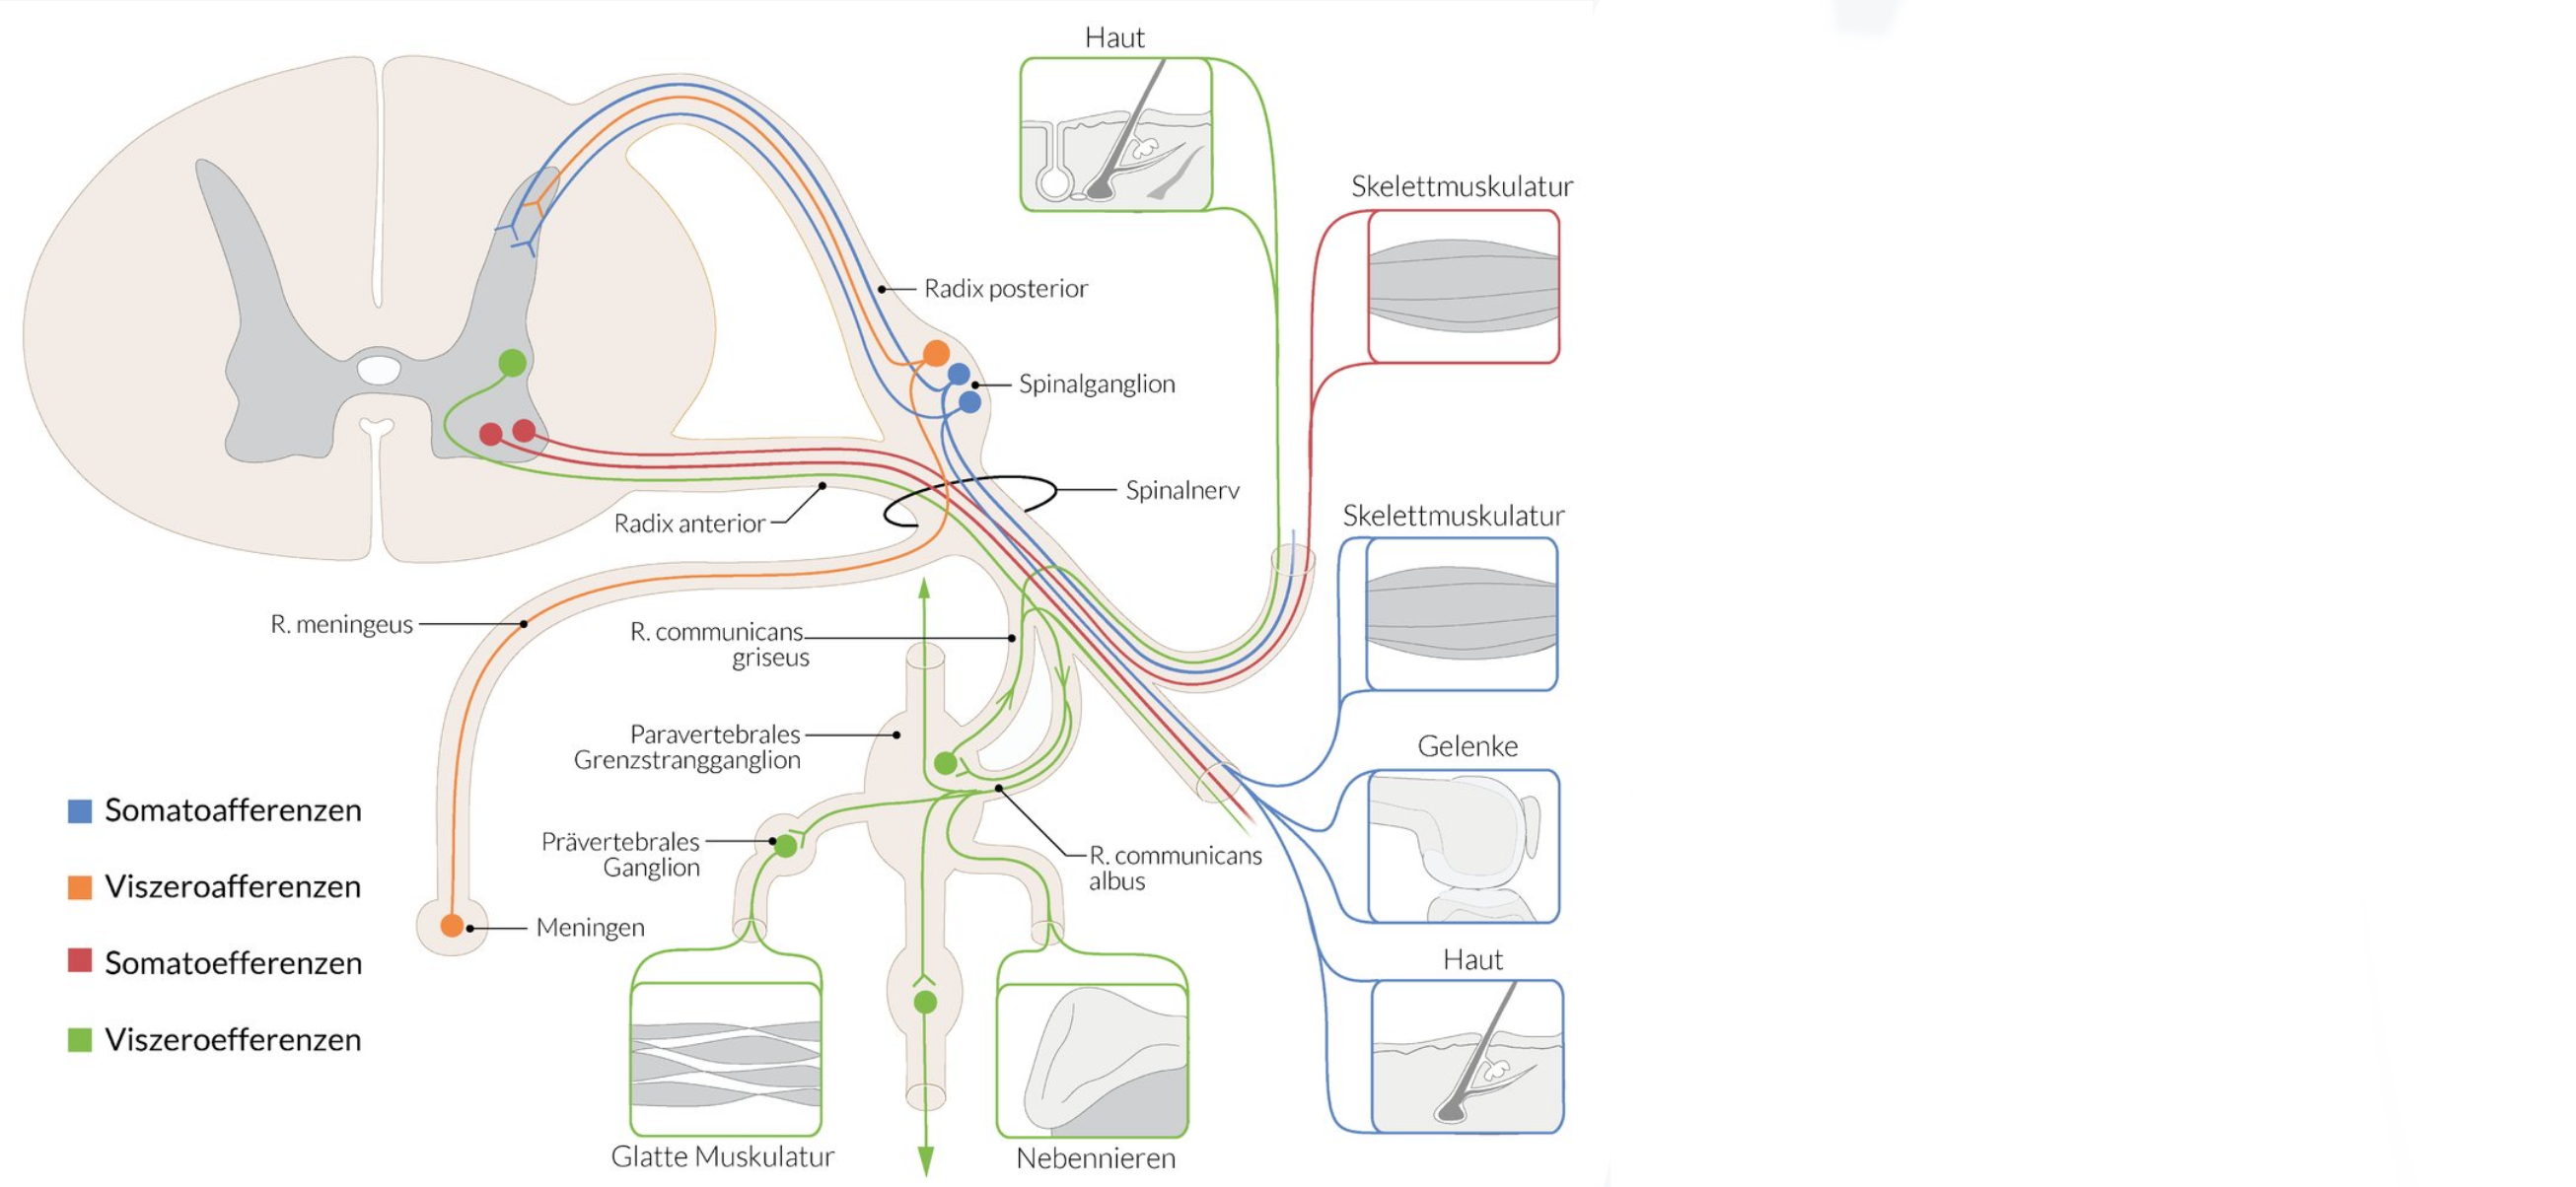 Haut
Skelettmuskulatur
Radix posterior
Spinalganglion
Spinalnerv
Radix anterior
Skelettmuskulatur
R. meningeus
R. communicans
griseus
Paravertebrales
Grenzstrangganglion
Gelenke
Somatoafferenzen
Prävertebrales
Ganglion
R. communicans
albus
Viszeroafferenzen
Meningen
Haut
Somatoefferenzen
Viszeroefferenzen
Glatte Muskulatur
Nebennieren